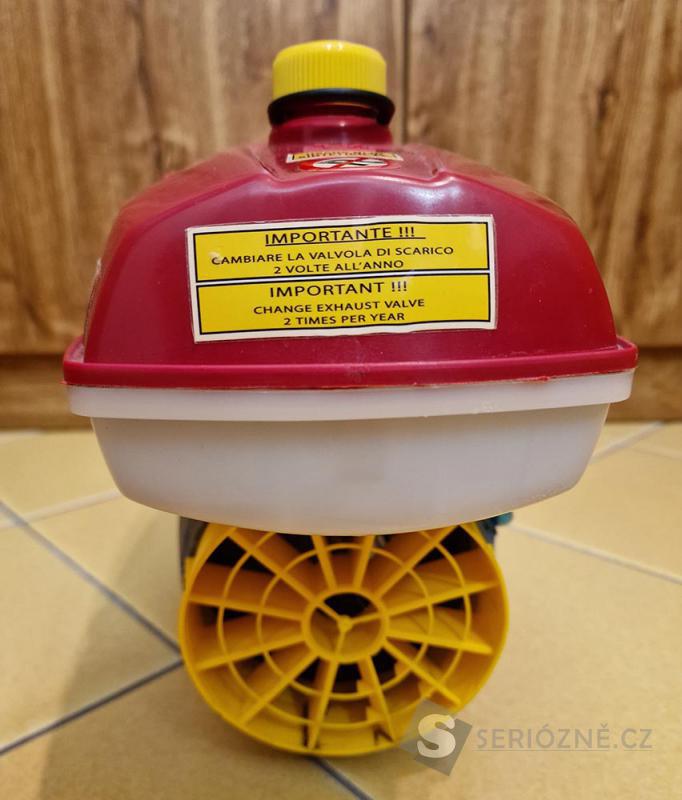 IMPORTANTE !!!
CAMBIARE LA VALVOLA DI SCARICO
2 VOLTE ALL'ANNO
IMPORTANT !!!
CHANGE EXHAUST VALVE
2 TIMES PER YEAR
S SERIÓZNĚ.CZ